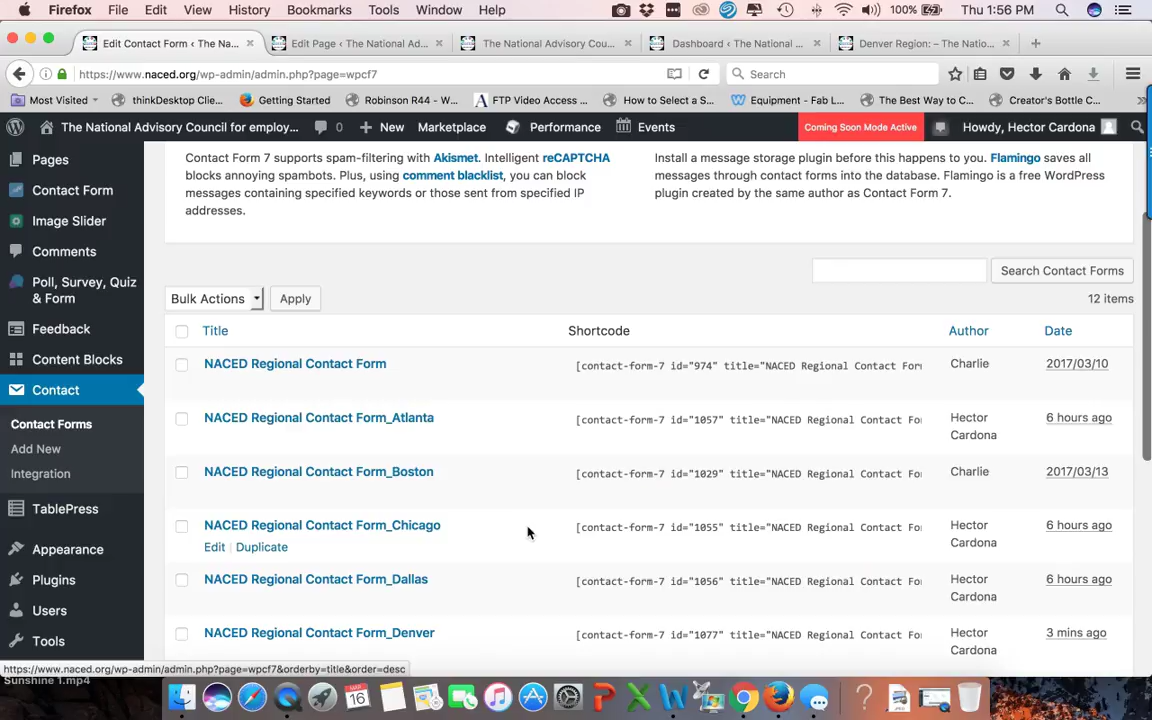 Firefox File Edit View History Bookmarks Tools Window Help 100% Thu 1:56 PM
Edit Contact Form ‹ The Na... Edit Page ‹ The National Ad... The National Advisory Cou... Dashboard ‹ The National ... Denver Region: – The Natio...
https://www.naced.org/wp-admin/admin.php?page=wpcf7 Search
Most Visited thinkDesktop Clie... Getting Started Robinson R44 - W... FTP Video Access ... How to Select a S... Equipment - Fab L... The Best Way to C... Creator's Bottle C...
The National Advisory Council for employ... 0 New Marketplace Performance Events Coming Soon Mode Active Howdy, Hector Cardona
Pages
Contact Form
Image Slider
Comments
Poll, Survey, Quiz
& Form
Feedback
Content Blocks
Contact
Contact Forms
Add New
Integration
TablePress
Appearance
Plugins
Users
Tools
Contact Form 7 supports spam-filtering with Akismet. Intelligent reCAPTCHA
blocks annoying spambots. Plus, using comment blacklist, you can block
messages containing specified keywords or those sent from specified IP
addresses.
Install a message storage plugin before this happens to you. Flamingo saves
all messages through contact forms into the database. Flamingo is a free WordPress
plugin created by the same author as Contact Form 7.
Search Contact Forms
Bulk Actions Apply 12 items
Title Shortcode Author Date
NACED Regional Contact Form [contact-form-7 id="974" title="NACED Regional Contact For Charlie 2017/03/10
NACED Regional Contact Form_Atlanta [contact-form-7 id="1057" title="NACED Regional Contact Fo Hector Cardona 6 hours ago
NACED Regional Contact Form_Boston [contact-form-7 id="1029" title="NACED Regional Contact Fo Charlie 2017/03/13
NACED Regional Contact Form_Chicago [contact-form-7 id="1055" title="NACED Regional Contact Fo Hector Cardona 6 hours ago
Edit | Duplicate
NACED Regional Contact Form_Dallas [contact-form-7 id="1056" title="NACED Regional Contact Fo Hector Cardona 6 hours ago
NACED Regional Contact Form_Denver [contact-form-7 id="1077" title="NACED Regional Contact Fo Hector Cardona 3 mins ago
https://www.naced.org/wp-admin/admin.php?page=wpcf7&orderby=title&order=desc
Sunshine 1.mp4